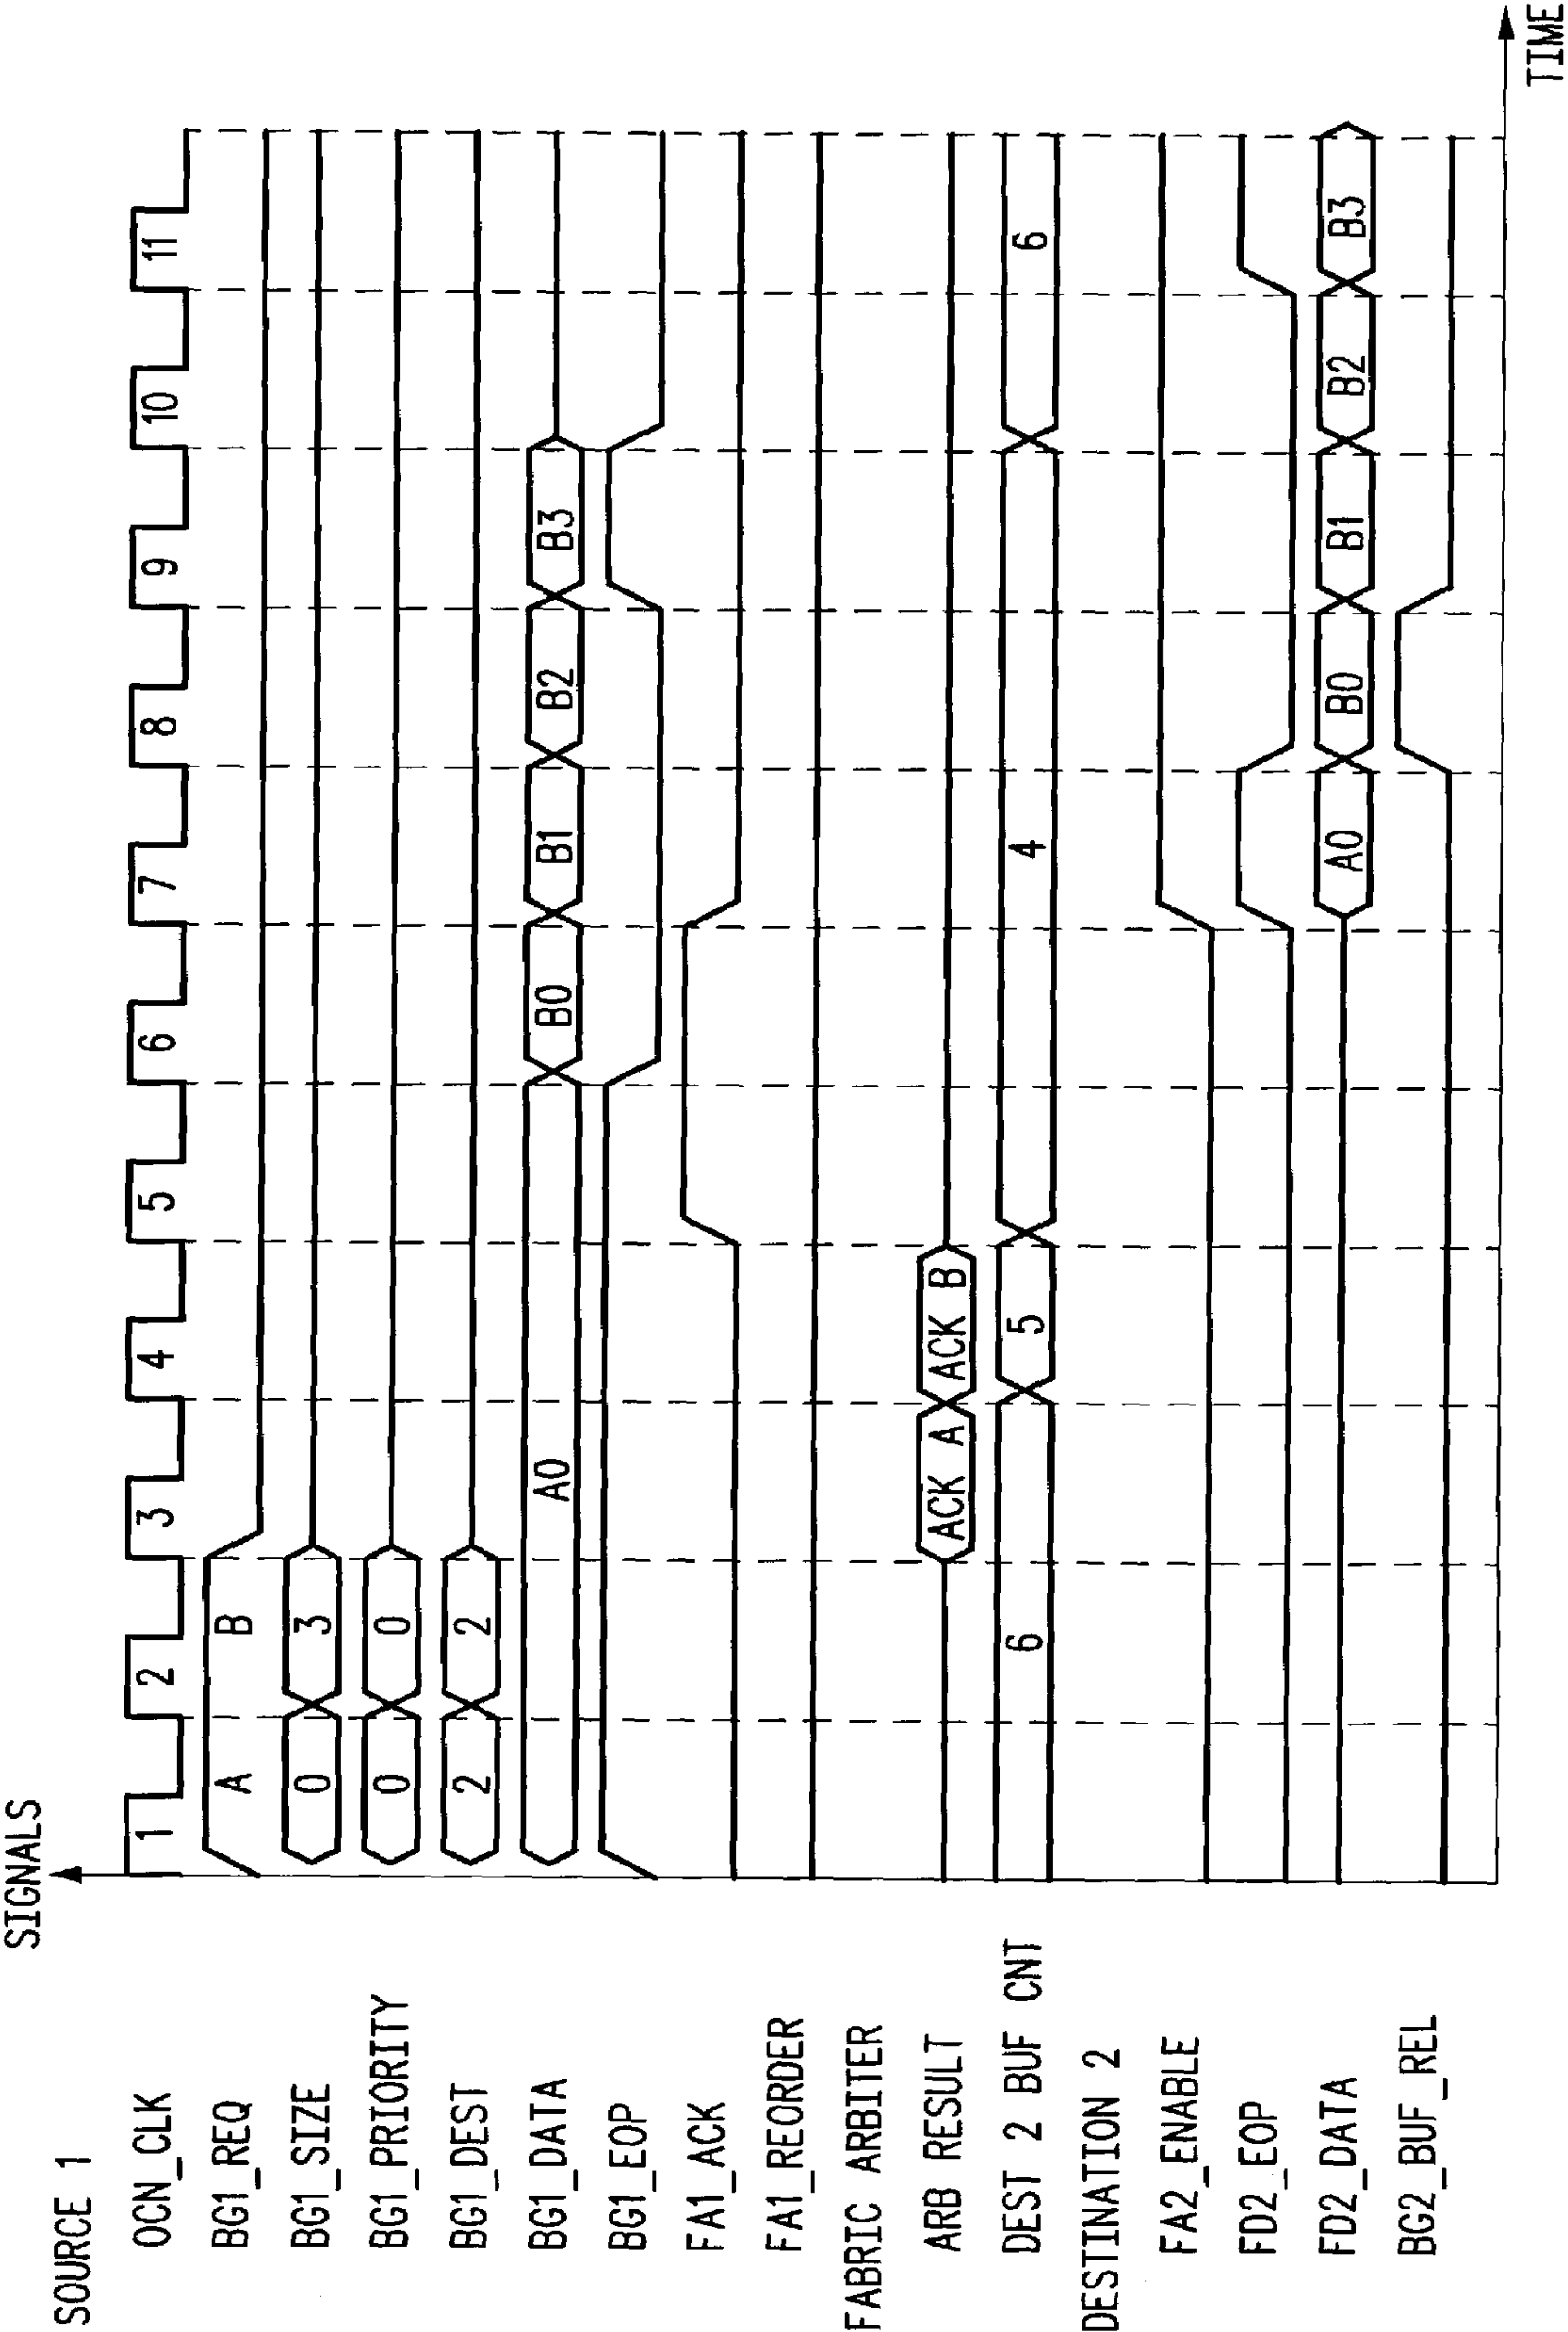 SIGNALS
SOURCE 1
OCN_CLK 1 2 3 4 5 6 7 8 9 10 11
BG1_REQ A B
BG1_SIZE 0 3
BG1_PRIORITY 0 0
BG1_DEST 2 2
BG1_DATA A0 B0 B1 B2 B3
BG1_EOP
FA1_ACK
FA1_REORDER
FABRIC ARBITER
ARB RESULT ACK A ACK B
DEST 2 BUF CNT 6 5 4 6
DESTINATION 2
FA2_ENABLE
FD2_EOP
FD2_DATA A0 B0 B1 B2 B3
BG2_BUF_REL
TIME